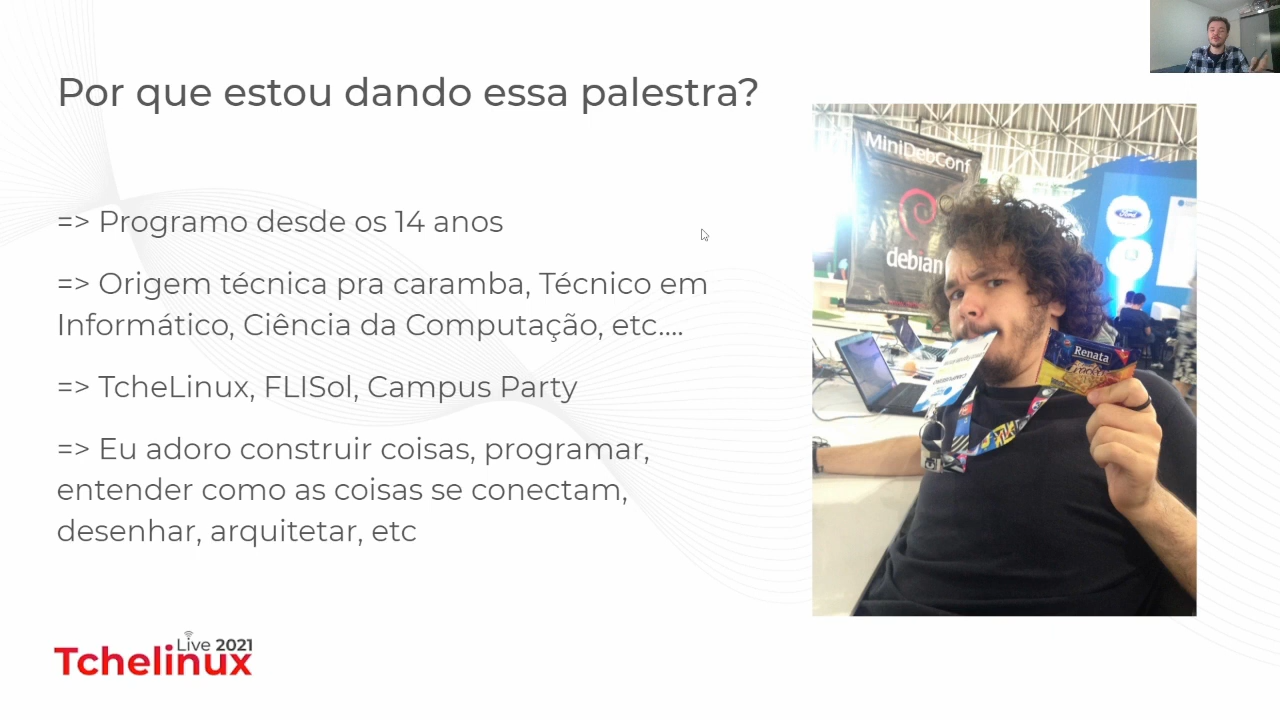 Por que estou dando essa palestra?
=> Programo desde os 14 anos
=> Origem técnica pra caramba, Técnico em
Informático, Ciência da Computação, etc....
=> TcheLinux, FLISol, Campus Party
=> Eu adoro construir coisas, programar,
entender como as coisas se conectam,
desenhar, arquitetar, etc
MiniDebConf
debian
Ford
Renata
Live 2021
Tchelinux